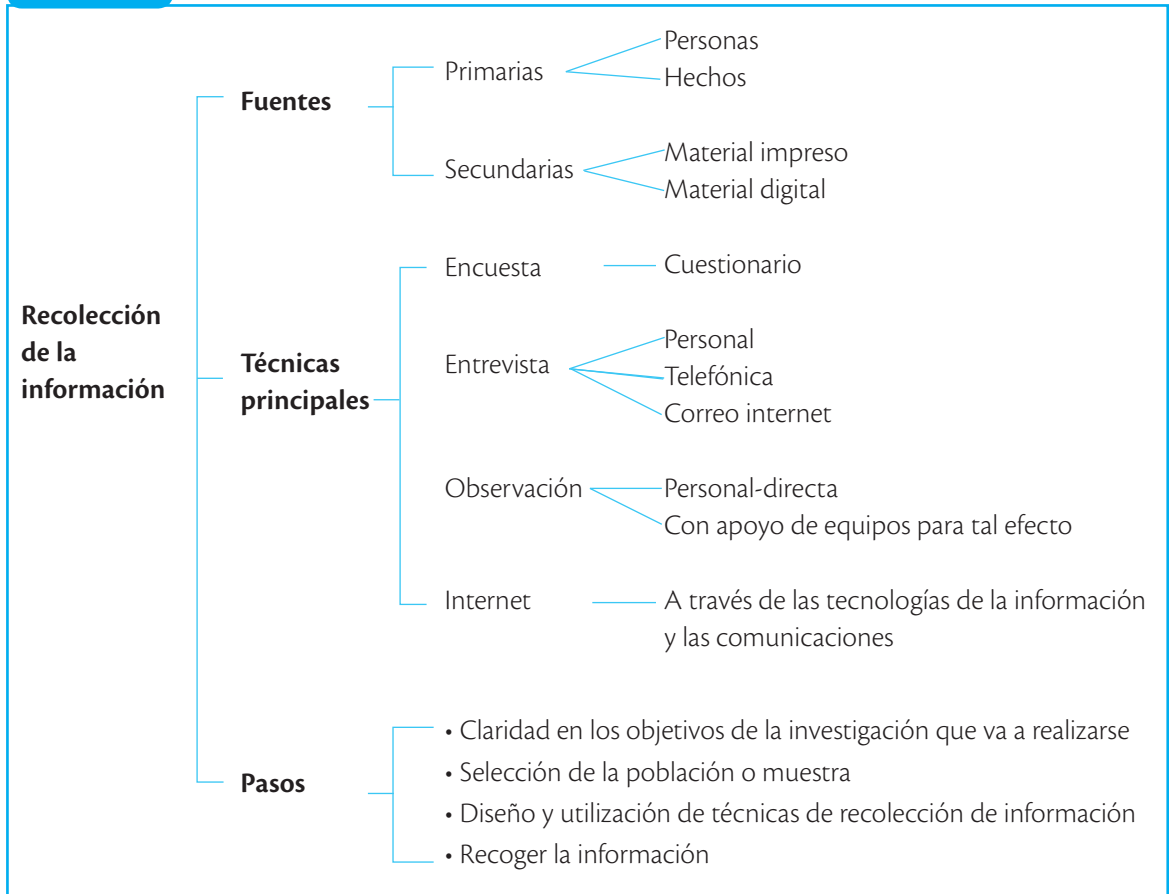 Recolección
de la
información
Fuentes
Primarias
Personas
Hechos
Secundarias
Material impreso
Material digital
Técnicas
principales
Encuesta
Cuestionario
Entrevista
Personal
Telefónica
Correo internet
Observación
Personal-directa
Con apoyo de equipos para tal efecto
Internet
A través de las tecnologías de la información
y las comunicaciones
Pasos
• Claridad en los objetivos de la investigación que va a realizarse
• Selección de la población o muestra
• Diseño y utilización de técnicas de recolección de información
• Recoger la información